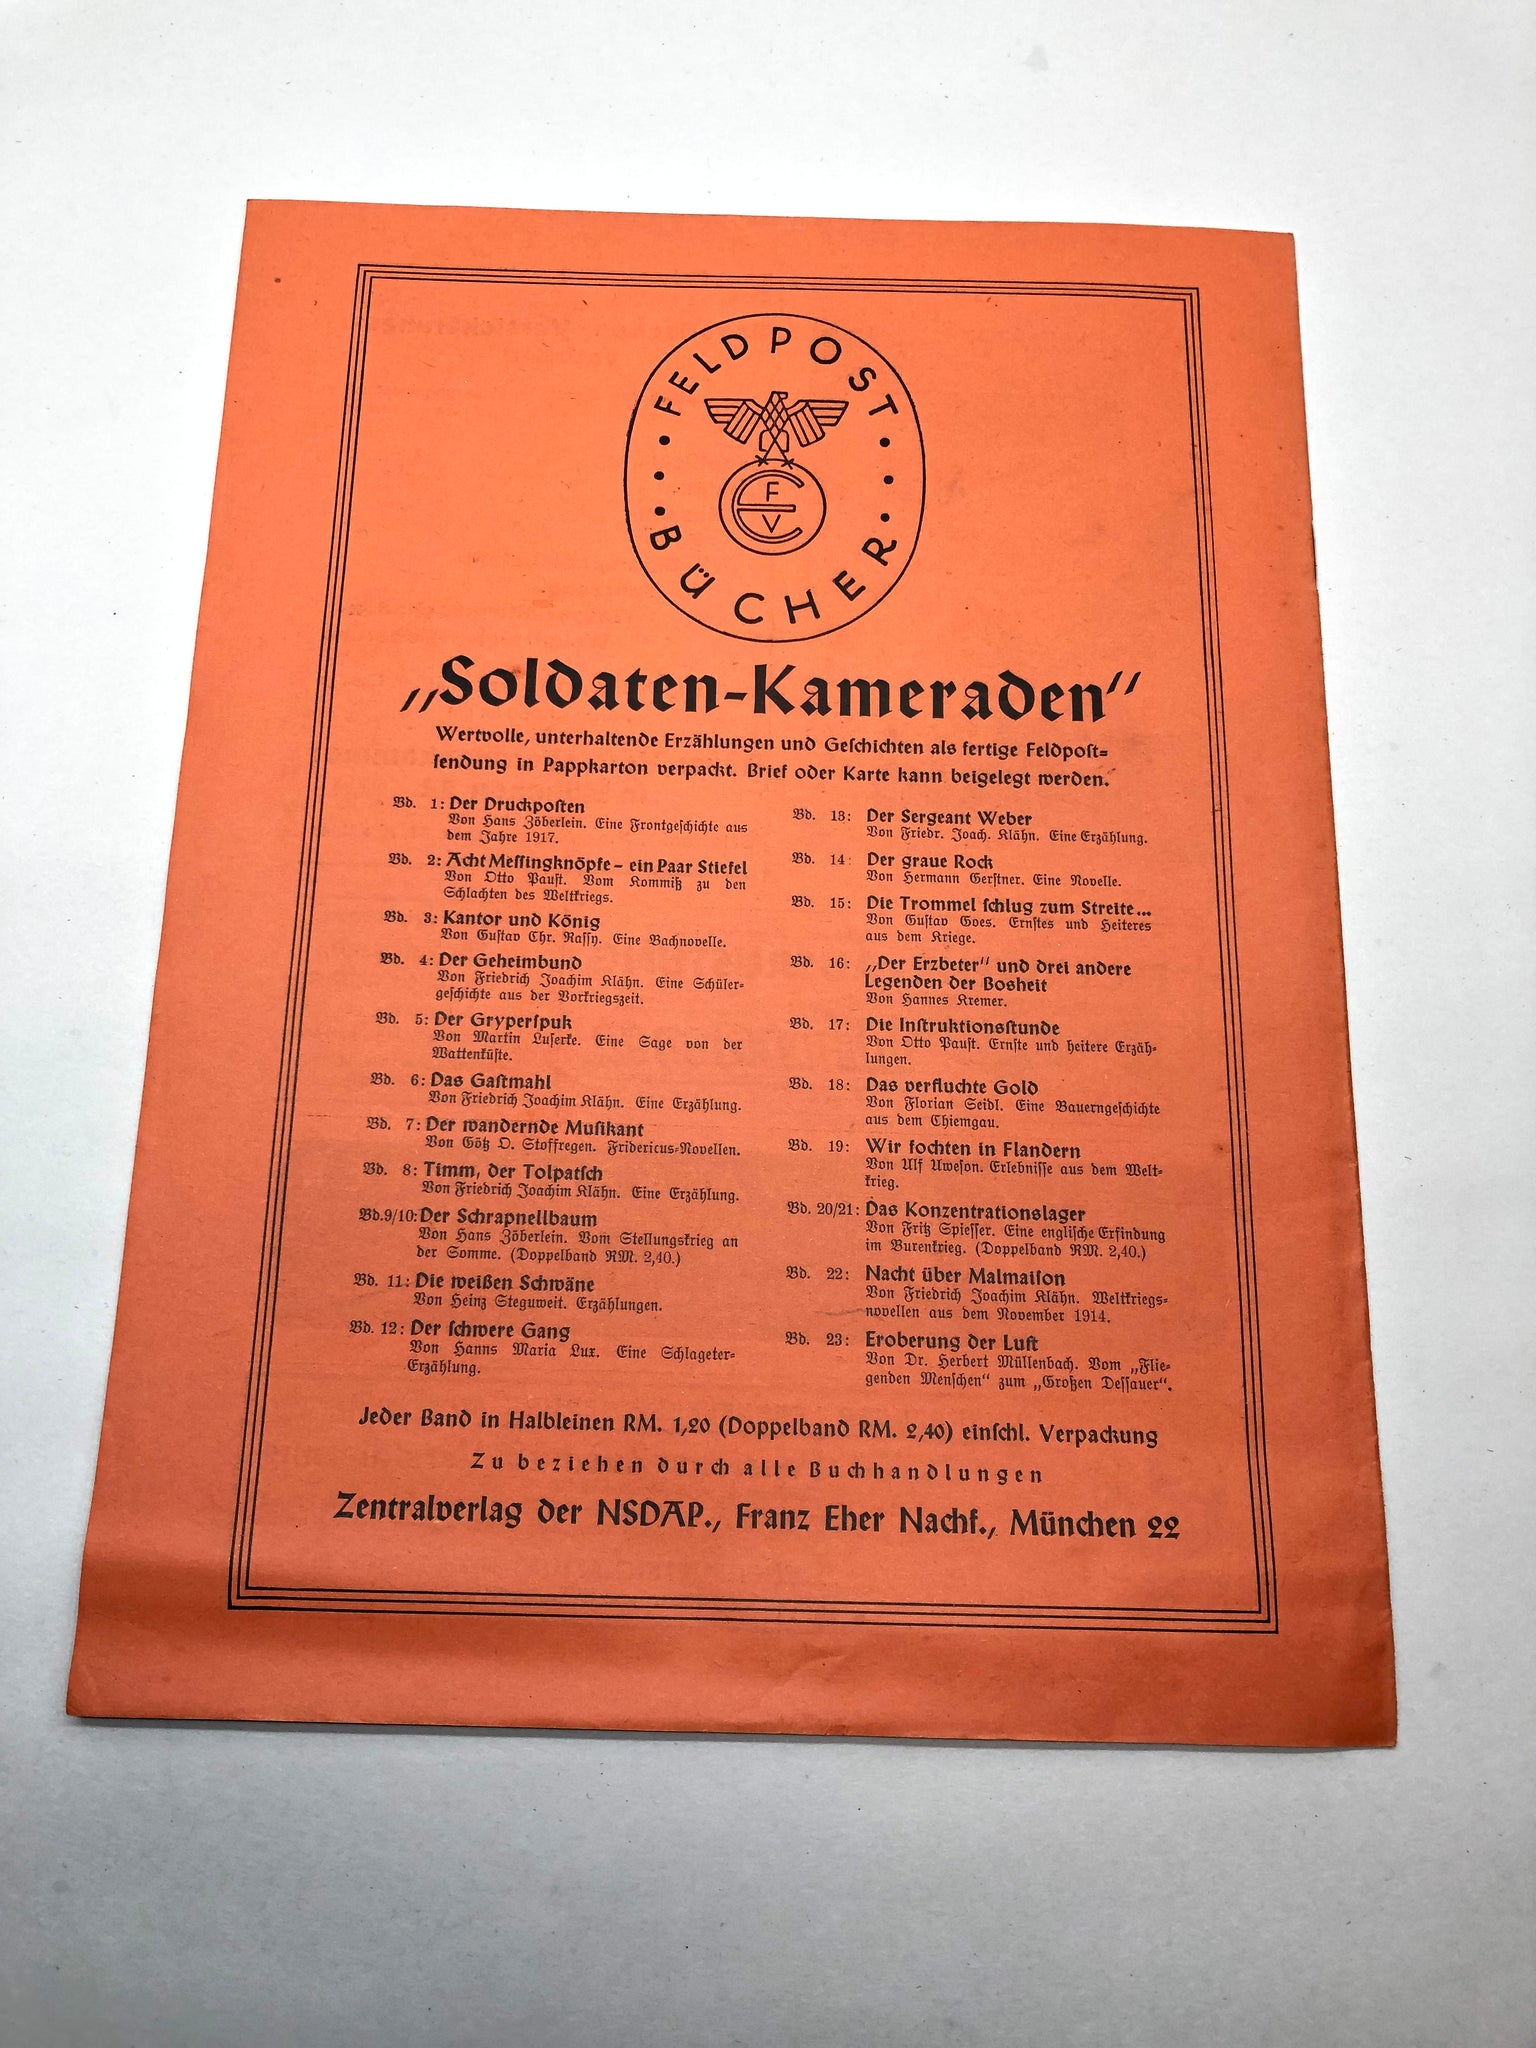 FELDPOST
F
V
BÜCHER
„Soldaten-Kameraden“
Wertvolle, unterhaltende Erzählungen und Geschichten als fertige Feldpost=
sendung in Pappkarton verpackt. Brief oder Karte kann beigelegt werden.
Bd. 1: Der Druckposten
Von Hans Zöberlein. Eine Frontgeschichte aus
dem Jahre 1917.
Bd. 2: Acht Messingknöpfe – ein Paar Stiefel
Von Otto Paust. Vom Kommiß zu den
Schlachten des Weltkriegs.
Bd. 3: Kantor und König
Von Gustav Chr. Rassy. Eine Bachnovelle.
Bd. 4: Der Geheimbund
Von Friedrich Joachim Klähn. Eine Schüler=
geschichte aus der Vorkriegszeit.
Bd. 5: Der Gryperspuk
Von Martin Luserke. Eine Sage von der
Wattenküste.
Bd. 6: Das Gastmahl
Von Friedrich Joachim Klähn. Eine Erzählung.
Bd. 7: Der wandernde Musikant
Von Götz O. Stoffregen. Fridericus=Novellen.
Bd. 8: Timm, der Tolpatsch
Von Friedrich Joachim Klähn. Eine Erzählung.
Bd. 9/10: Der Schrapnellbaum
Von Hans Zöberlein. Vom Stellungskrieg an
der Somme. (Doppelband RM. 2,40.)
Bd. 11: Die weißen Schwäne
Von Heinz Steguweit. Erzählungen.
Bd. 12: Der schwere Gang
Von Hanns Maria Lux. Eine Schlageter=
Erzählung.
Bd. 13: Der Sergeant Weber
Von Friedr. Joach. Klähn. Eine Erzählung.
Bd. 14: Der graue Rock
Von Hermann Gerstner. Eine Novelle.
Bd. 15: Die Trommel schlug zum Streite...
Von Gustav Goes. Ernstes und Heiteres
aus dem Kriege.
Bd. 16: „Der Erzbeter“ und drei andere
Legenden der Bosheit
Von Hannes Kremer.
Bd. 17: Die Instruktionsstunde
Von Otto Paust. Ernste und heitere Erzäh=
lungen.
Bd. 18: Das verfluchte Gold
Von Florian Seidl. Eine Bauerngeschichte
aus dem Chiemgau.
Bd. 19: Wir fochten in Flandern
Von Ulf Uweson. Erlebnisse aus dem Welt=
krieg.
Bd. 20/21: Das Konzentrationslager
Von Fritz Spiesser. Eine englische Erfindung
im Burenkrieg. (Doppelband RM. 2,40.)
Bd. 22: Nacht über Malmaison
Von Friedrich Joachim Klähn. Weltkriegs=
novellen aus dem November 1914.
Bd. 23: Eroberung der Luft
Von Dr. Herbert Müllenbach. Vom „Flie=
genden Menschen“ zum „Großen Dessauer“.
Jeder Band in Halbleinen RM. 1,20 (Doppelband RM. 2,40) einschl. Verpackung
Zu beziehen durch alle Buchhandlungen
Zentralverlag der NSDAP., Franz Eher Nachf., München 22